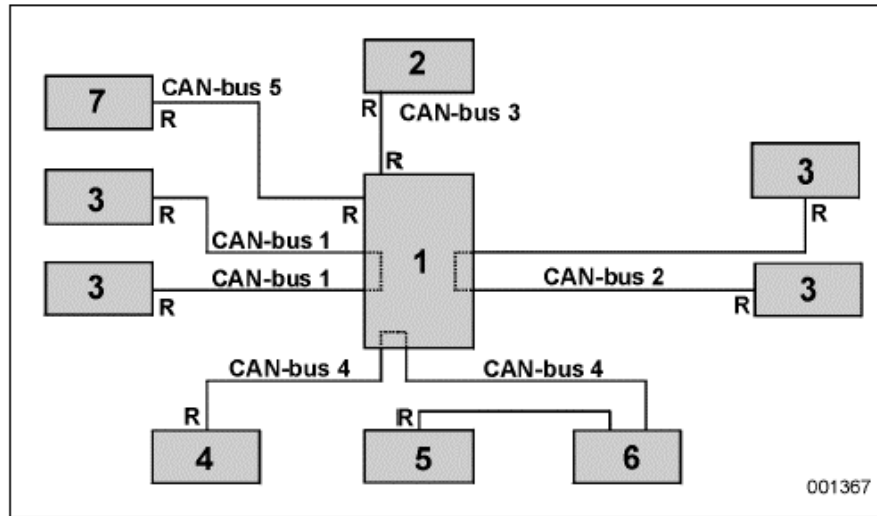 2
7
CAN-bus 5
R
R
CAN-bus 3
R
3
3
R
R
R
CAN-bus 1
1
3
CAN-bus 1
CAN-bus 2
3
R
R
CAN-bus 4
CAN-bus 4
R
R
4
5
6
001367